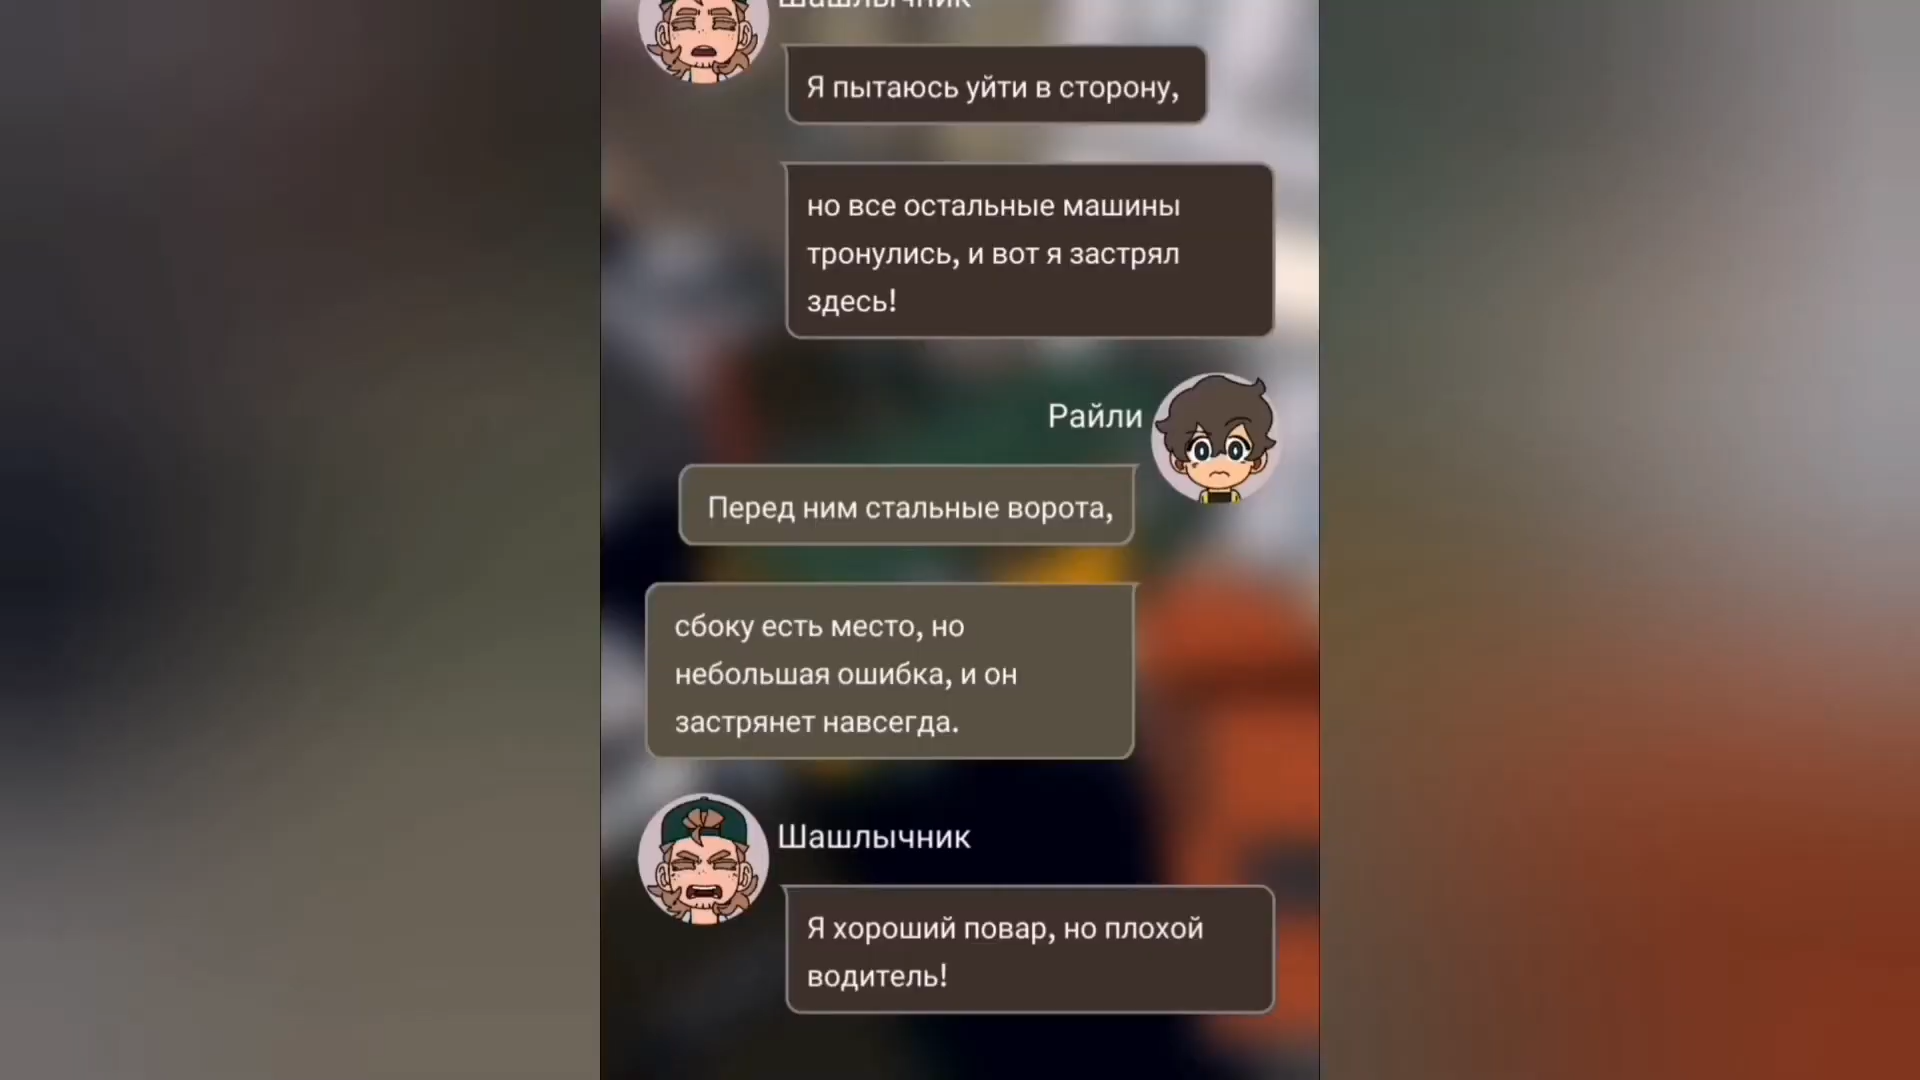 Шашлычник
Я пытаюсь уйти в сторону,
но все остальные машины
тронулись, и вот я застрял
здесь!
Райли
Перед ним стальные ворота,
сбоку есть место, но
небольшая ошибка, и он
застрянет навсегда.
Шашлычник
Я хороший повар, но плохой
водитель!